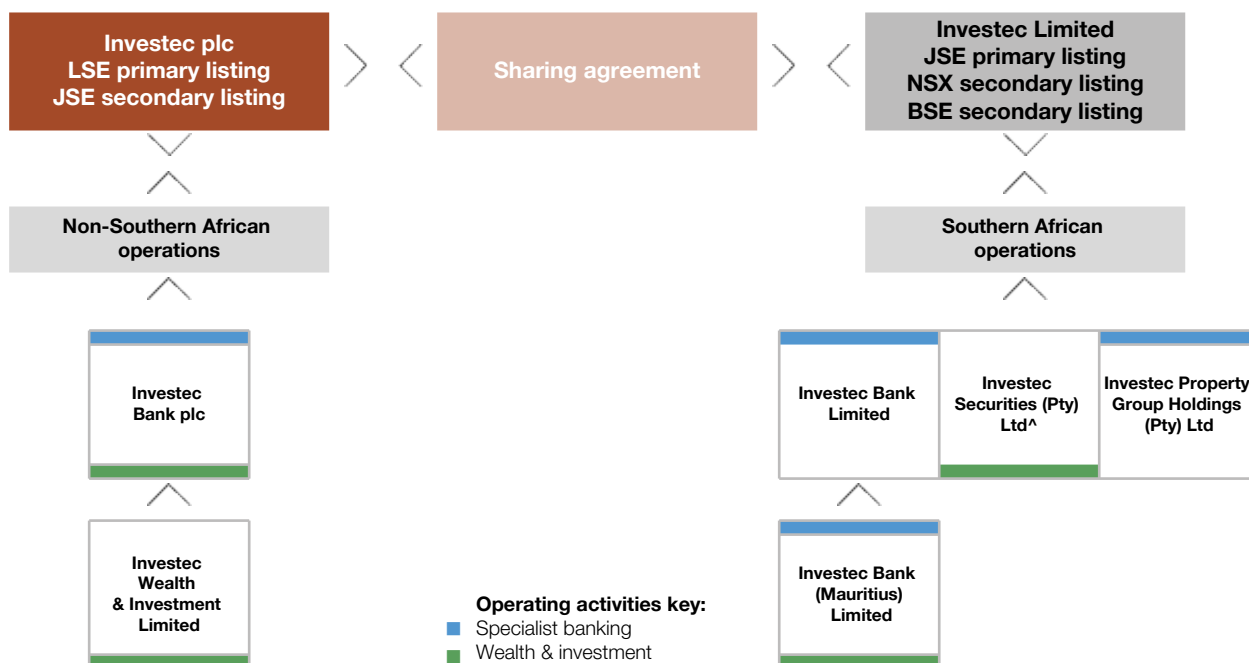 Investec plc
LSE primary listing
JSE secondary listing
Sharing agreement
Investec Limited
JSE primary listing
NSX secondary listing
BSE secondary listing
Non-Southern African
operations
Southern African
operations
Investec
Bank plc
Investec Bank
Limited
Investec
Securities (Pty)
Ltd^
Investec Property
Group Holdings
(Pty) Ltd
Investec
Wealth
& Investment
Limited
Investec Bank
(Mauritius)
Limited
Operating activities key:
Specialist banking
Wealth & investment